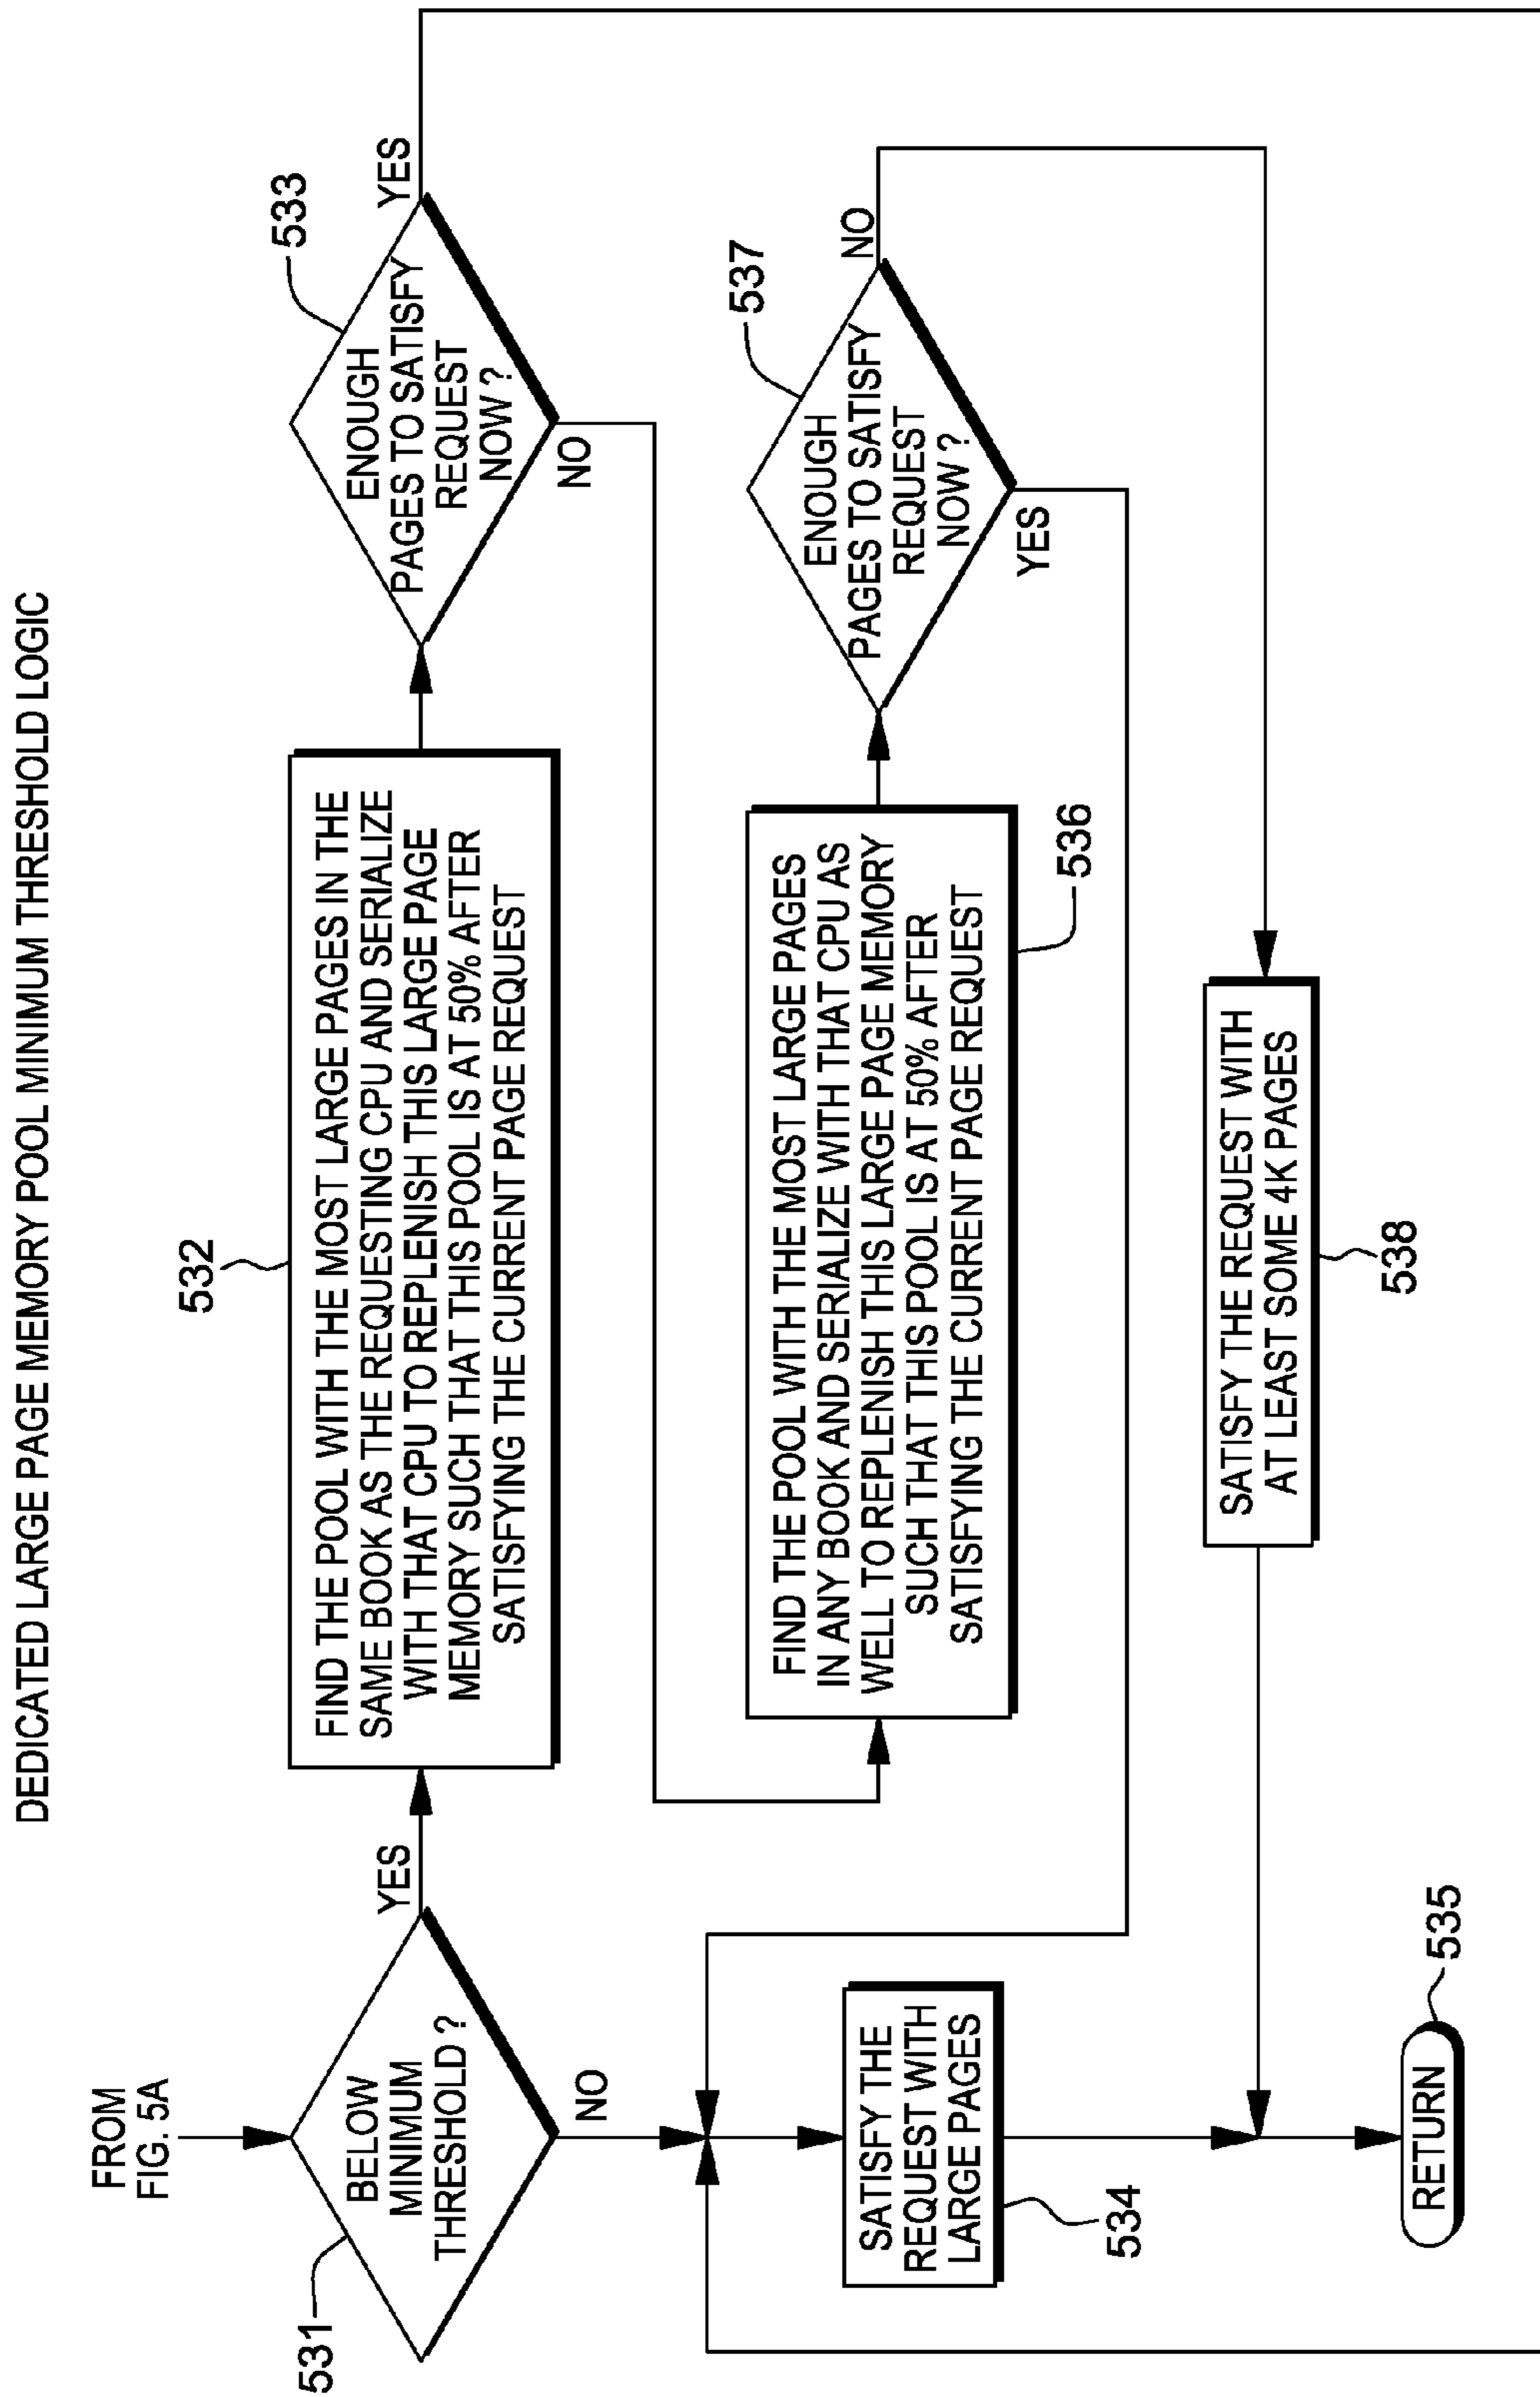 DEDICATED LARGE PAGE MEMORY POOL MINIMUM THRESHOLD LOGIC
FROM
FIG. 5A
531
BELOW
MINIMUM
THRESHOLD ?
YES
NO
532
FIND THE POOL WITH THE MOST LARGE PAGES IN THE
SAME BOOK AS THE REQUESTING CPU AND SERIALIZE
WITH THAT CPU TO REPLENISH THIS LARGE PAGE
MEMORY SUCH THAT THIS POOL IS AT 50% AFTER
SATISFYING THE CURRENT PAGE REQUEST
533
ENOUGH
PAGES TO SATISFY
REQUEST
NOW ?
YES
NO
536
FIND THE POOL WITH THE MOST LARGE PAGES
IN ANY BOOK AND SERIALIZE WITH THAT CPU AS
WELL TO REPLENISH THIS LARGE PAGE MEMORY
SUCH THAT THIS POOL IS AT 50% AFTER
SATISFYING THE CURRENT PAGE REQUEST
537
ENOUGH
PAGES TO SATISFY
REQUEST
NOW ?
NO
YES
534
SATISFY THE
REQUEST WITH
LARGE PAGES
538
SATISFY THE REQUEST WITH
AT LEAST SOME 4K PAGES
535
RETURN